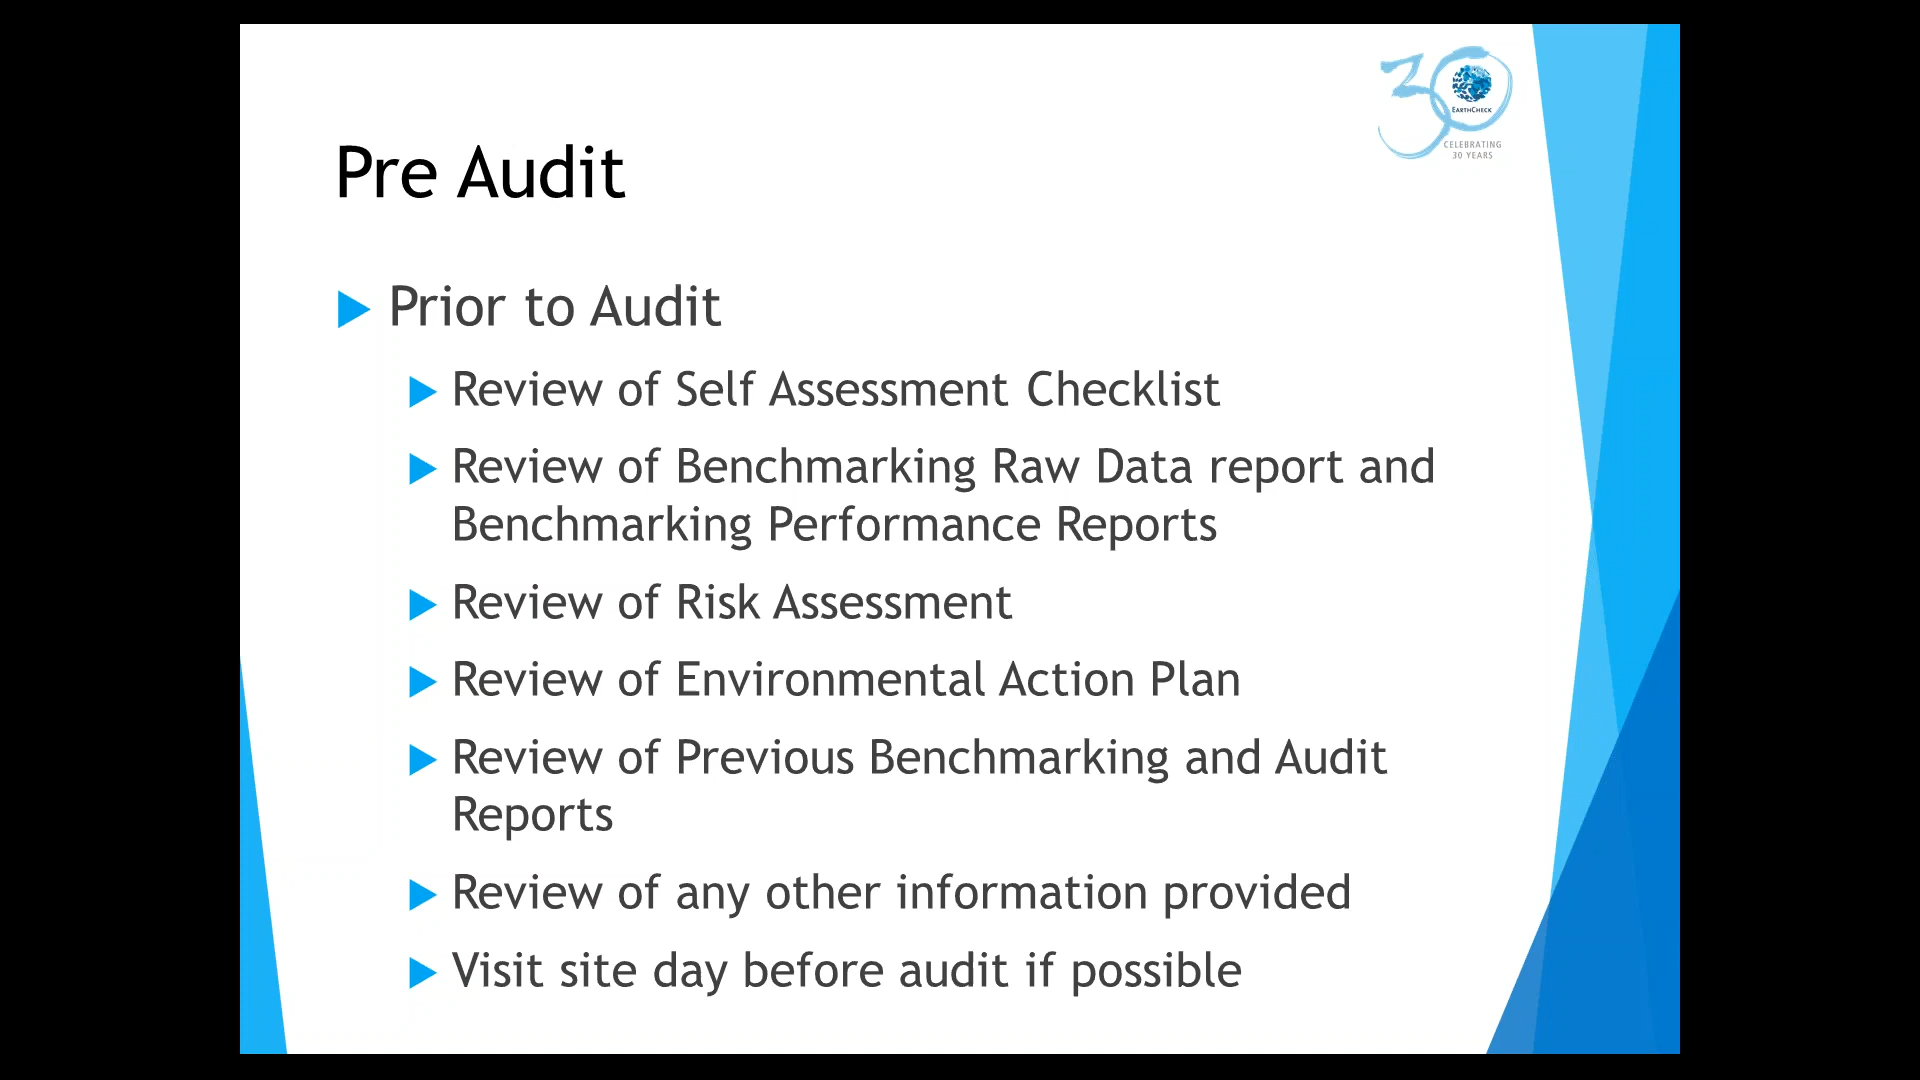 30
EARTHCHECK
CELEBRATING
30 YEARS
Pre Audit
Prior to Audit
Review of Self Assessment Checklist
Review of Benchmarking Raw Data report and
Benchmarking Performance Reports
Review of Risk Assessment
Review of Environmental Action Plan
Review of Previous Benchmarking and Audit
Reports
Review of any other information provided
Visit site day before audit if possible